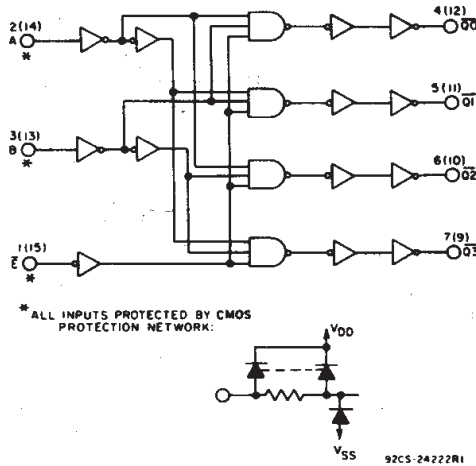 2(14)
A
*
4(12)
Q0
5(11)
Q1
3(13)
B
*
6(10)
Q2
1(15)
E
*
7(9)
Q3
*ALL INPUTS PROTECTED BY CMOS
PROTECTION NETWORK:
VDD
VSS
92CS-24222R1